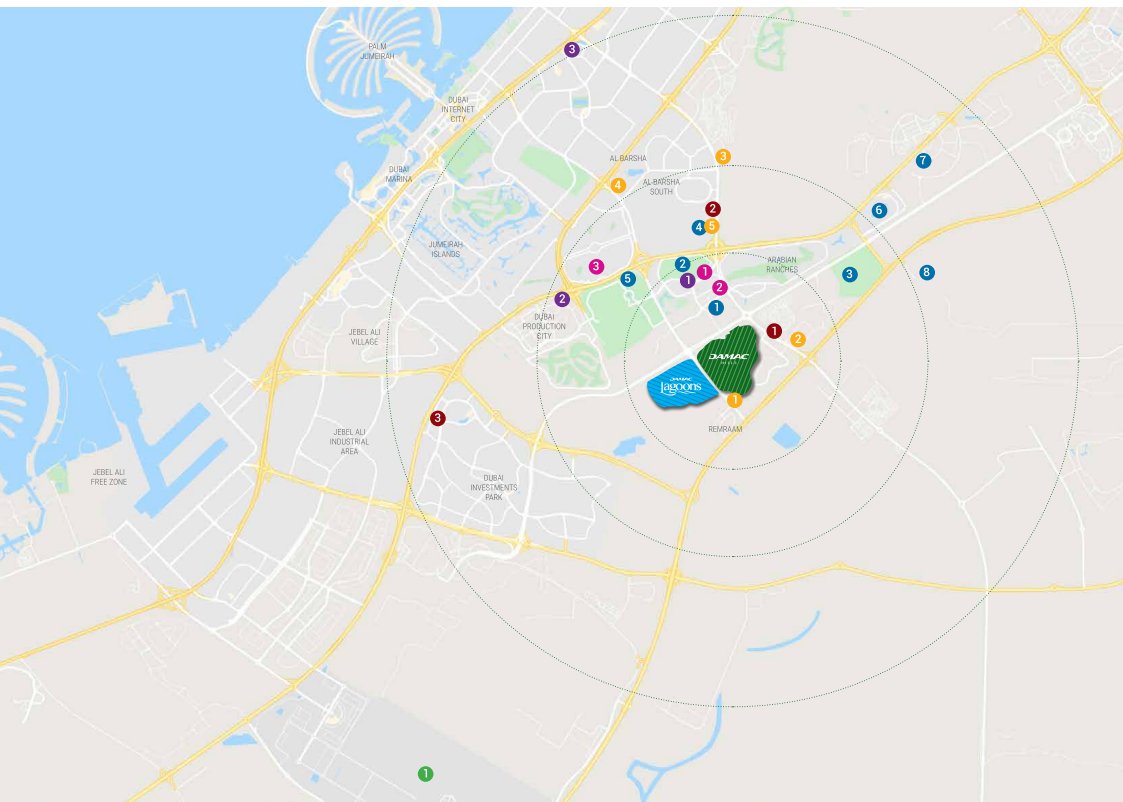 PALM
JUMEIRAH
3
DUBAI
INTERNET
CITY
DUBAI
MARINA
AL BARSHA
3
4
AL BARSHA
SOUTH
7
2
6
4
5
JUMEIRAH
ISLANDS
3
2
1
1
5
2
ARABIAN
RANCHES
3
8
2
1
DUBAI
PRODUCTION
CITY
JEBEL ALI
VILLAGE
1
2
DAMAC
DAMAC
lagoons
1
REMRAAM
3
JEBEL ALI
INDUSTRIAL
AREA
JEBEL ALI
FREE ZONE
DUBAI
INVESTMENTS
PARK
1